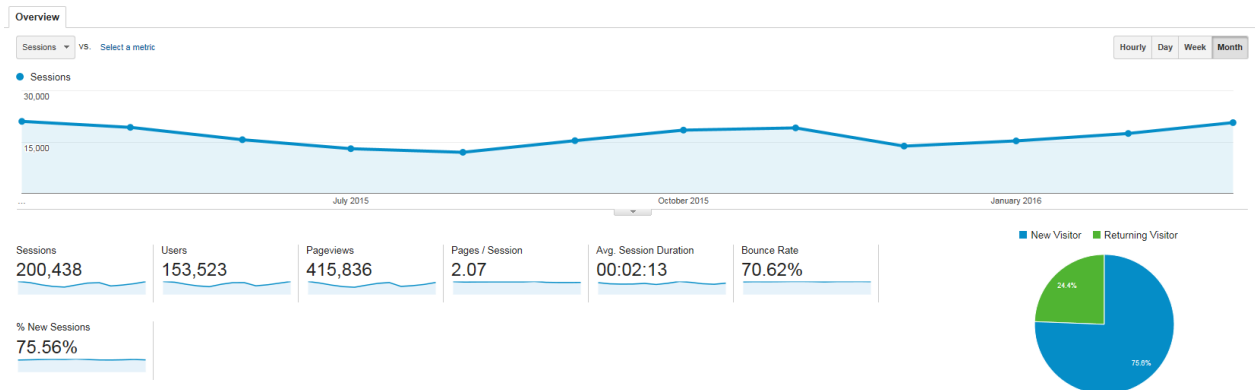 Overview
Sessions VS. Select a metric
Hourly Day Week Month
Sessions
30,000
15,000
... July 2015 October 2015 January 2016
New Visitor Returning Visitor
Sessions Users Pageviews Pages / Session Avg. Session Duration Bounce Rate
200,438 153,523 415,836 2.07 00:02:13 70.62%
24.4%
% New Sessions
75.56%
75.6%